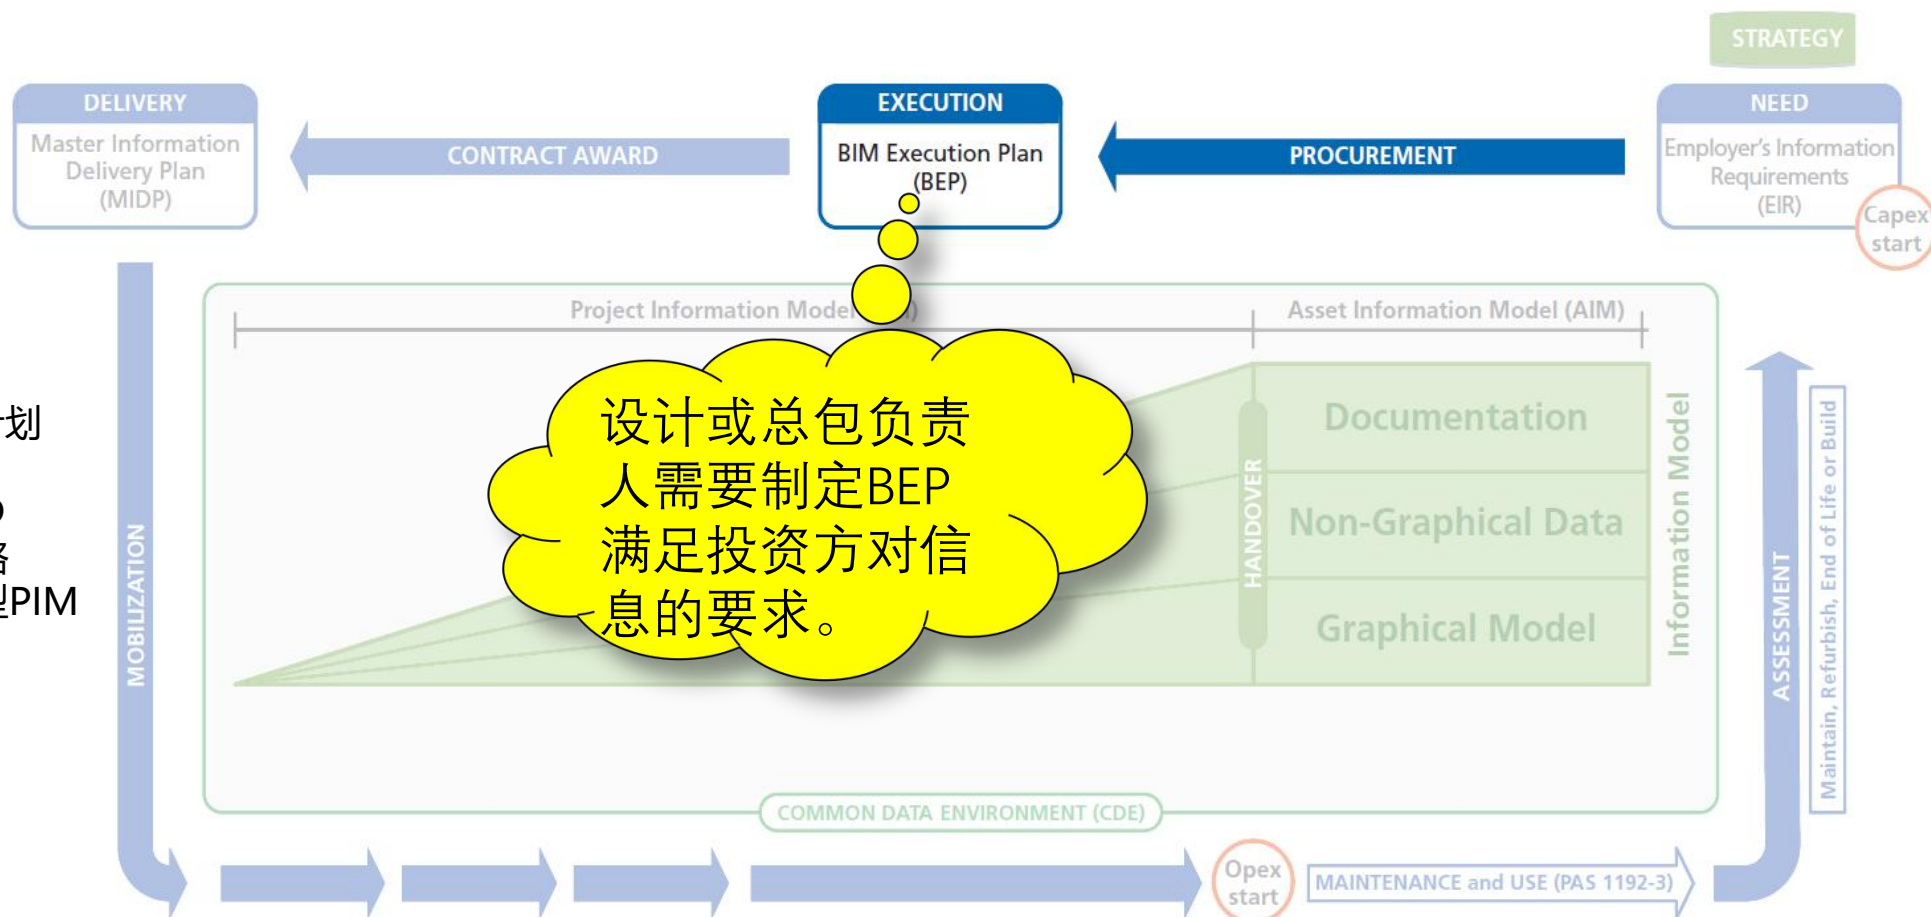 STRATEGY
DELIVERY
Master Information
Delivery Plan
(MIDP)
CONTRACT AWARD
EXECUTION
BIM Execution Plan
(BEP)
PROCUREMENT
NEED
Employer's Information
Requirements
(EIR)
Capex
start
Project Information Model
Asset Information Model (AIM)
划
型PIM
MOBILIZATION
设计或总包负责
人需要制定BEP
满足投资方对信
息的要求。
HANDOVER
Documentation
Non-Graphical Data
Graphical Model
Information Model
ASSESSMENT
Maintain, Refurbish, End of Life or Build
COMMON DATA ENVIRONMENT (CDE)
Opex
start
MAINTENANCE and USE (PAS 1192-3)